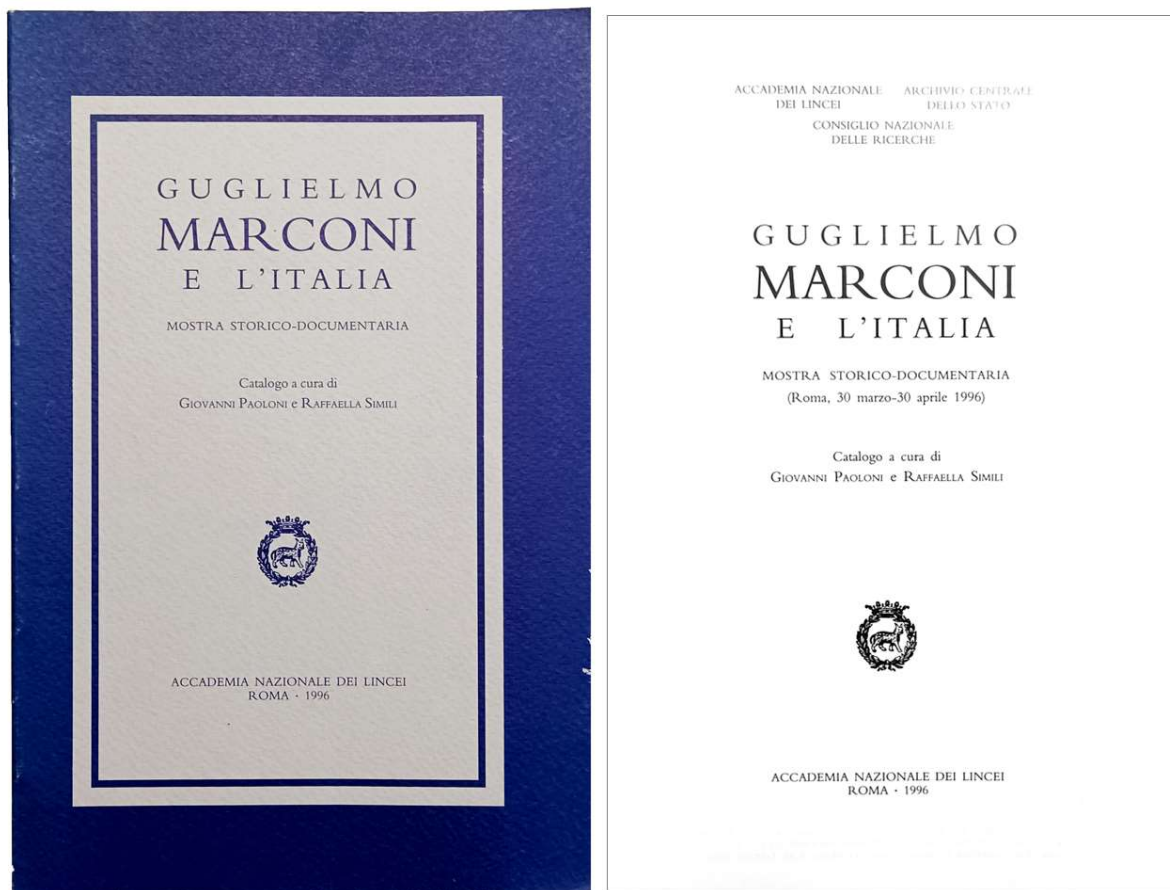 GUGLIELMO
MARCONI
E L'ITALIA
MOSTRA STORICO-DOCUMENTARIA
Catalogo a cura di
GIOVANNI PAOLONI e RAFFAELLA SIMILI
ACCADEMIA NAZIONALE DEI LINCEI
ROMA · 1996
ACCADEMIA NAZIONALE
DEI LINCEI
ARCHIVIO CENTRALE
DELLO STATO
CONSIGLIO NAZIONALE
DELLE RICERCHE
GUGLIELMO
MARCONI
E L'ITALIA
MOSTRA STORICO-DOCUMENTARIA
(Roma, 30 marzo-30 aprile 1996)
Catalogo a cura di
GIOVANNI PAOLONI e RAFFAELLA SIMILI
ACCADEMIA NAZIONALE DEI LINCEI
ROMA · 1996